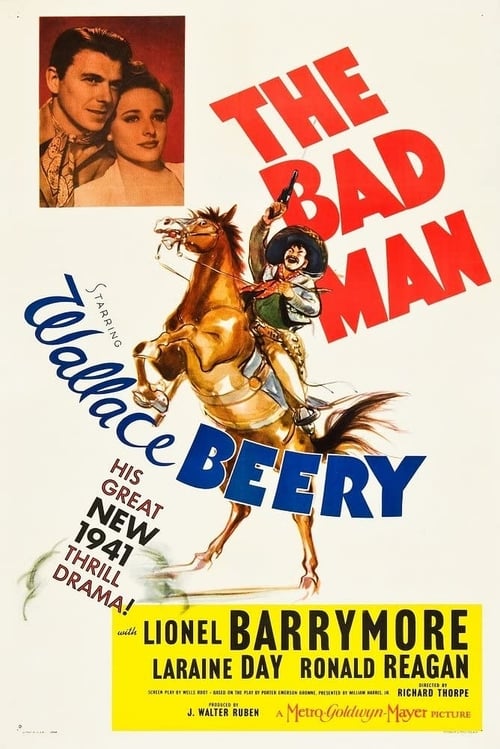 THE
BAD
MAN
STARRING
Wallace
BEERY
HIS
GREAT
NEW
1941
THRILL
DRAMA!
with LIONEL BARRYMORE
LARAINE DAY RONALD REAGAN
SCREEN PLAY BY WELLS ROOT - BASED ON THE PLAY BY PORTER EMERSON BROWNE, PRESENTED BY WILLIAM HARRIS, JR.
DIRECTED BY
RICHARD THORPE
PRODUCED BY
J. WALTER RUBEN
A Metro-Goldwyn-Mayer PICTURE